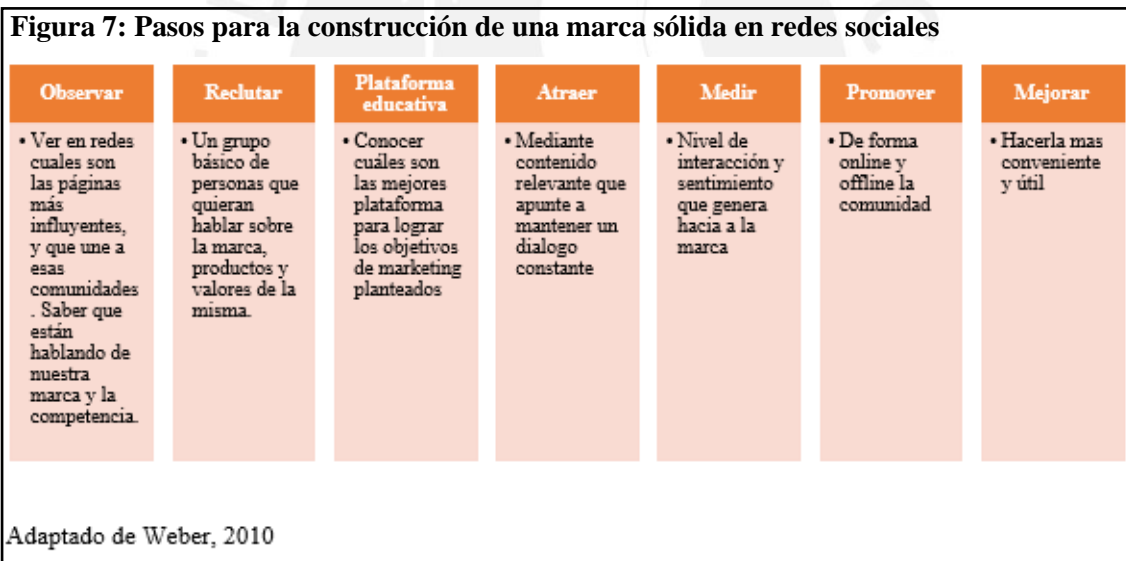 Figura 7: Pasos para la construcción de una marca sólida en redes sociales
Observar
• Ver en redes
cuales son
las páginas
más
influyentes,
y que une a
esas
comunidades
. Saber que
están
hablando de
nuestra
marca y la
competencia.
Reclutar
• Un grupo
básico de
personas que
quieran
hablar sobre
la marca,
productos y
valores de la
misma.
Plataforma
educativa
• Conocer
cuáles son
las mejores
plataforma
para lograr
los objetivos
de marketing
planteados
Atraer
• Mediante
contenido
relevante que
apunte a
mantener un
dialogo
constante
Medir
• Nivel de
interacción y
sentimiento
que genera
hacia a la
marca
Promover
• De forma
online y
offline la
comunidad
Mejorar
• Hacerla mas
conveniente
y útil
Adaptado de Weber, 2010